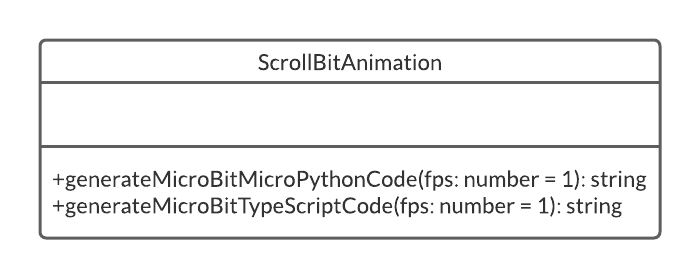 ScrollBitAnimation
+generateMicroBitMicroPythonCode(fps: number = 1): string
+generateMicroBitTypeScriptCode(fps: number = 1): string